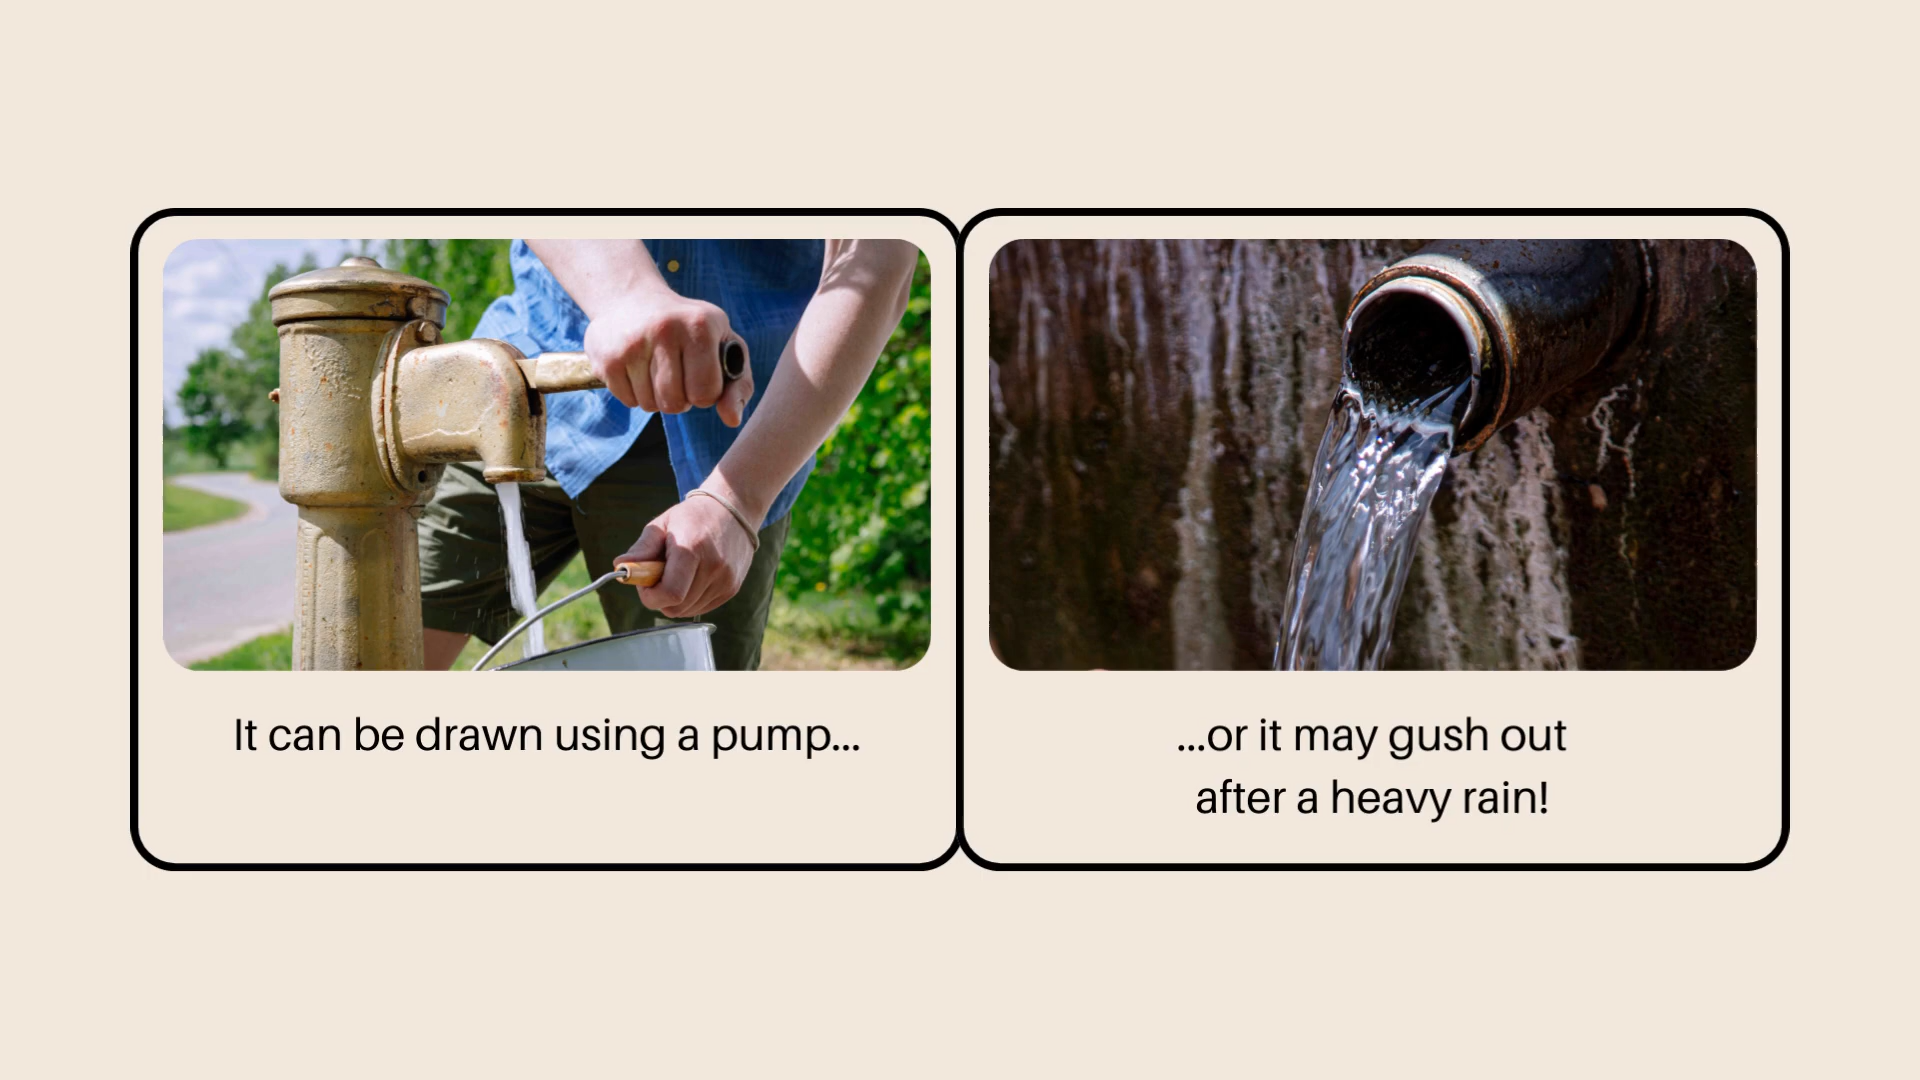 It can be drawn using a pump...
...or it may gush out
after a heavy rain!